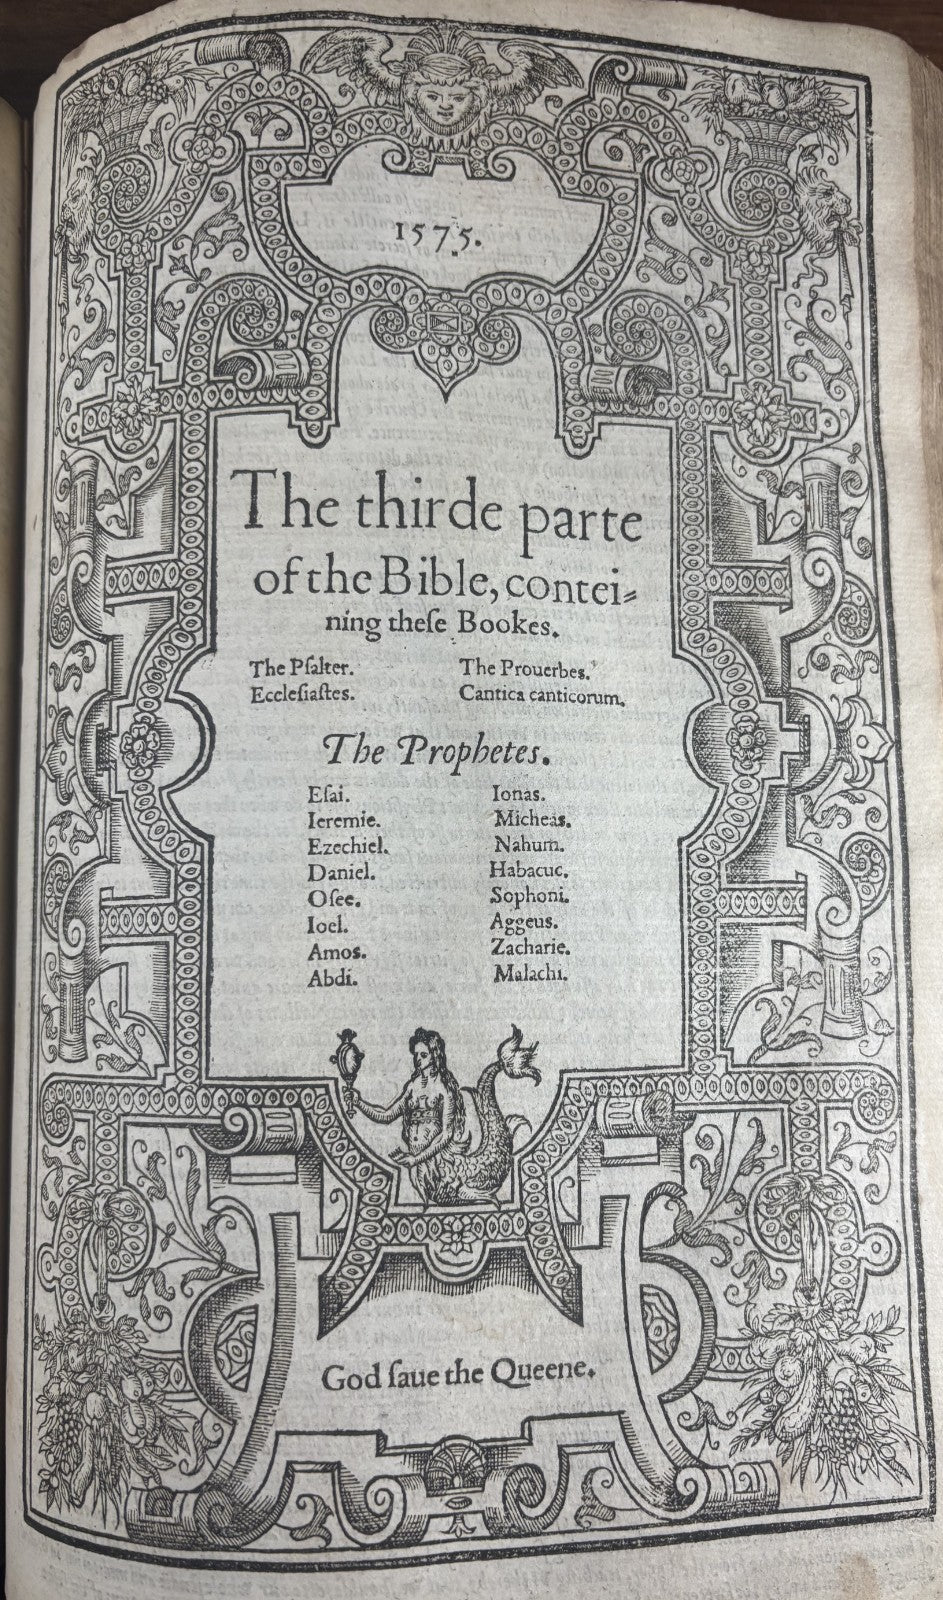 1575.
The thirde parte
of the Bible, contei⸗
ning theſe Bookes.
The Pſalter. The Prouerbes.
Eccleſiaſtes. Cantica canticorum.
The Prophetes.
Eſai. Ionas.
Ieremie. Micheas.
Ezechiel. Nahum.
Daniel. Habacuc.
Oſee. Sophoni.
Ioel. Aggeus.
Amos. Zacharie.
Abdi. Malachi.
God ſaue the Queene.